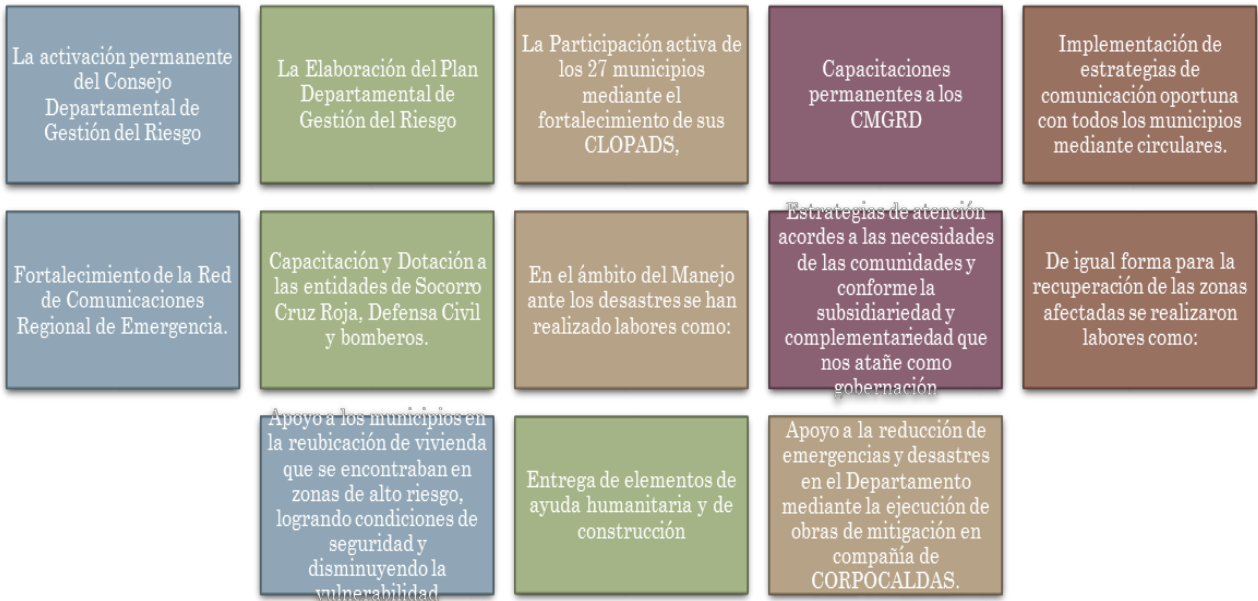 La activación permanente
del Consejo
Departamental de
Gestión del Riesgo
La Elaboración del Plan
Departamental de
Gestión del Riesgo
La Participación activa de
los 27 municipios
mediante el
fortalecimiento de sus
CLOPADS,
Capacitaciones
permanentes a los
CMGRD
Implementación de
estrategias de
comunicación oportuna
con todos los municipios
mediante circulares.
Fortalecimiento de la Red
de Comunicaciones
Regional de Emergencia.
Capacitación y Dotación a
las entidades de Socorro
Cruz Roja, Defensa Civil
y bomberos.
En el ámbito del Manejo
ante los desastres se han
realizado labores como:
Estrategias de atención
acordes a las necesidades
de las comunidades y
conforme la
subsidiariedad y
complementariedad que
nos atañe como
gobernación
De igual forma para la
recuperación de las zonas
afectadas se realizaron
labores como:
Apoyo a los municipios en
la reubicación de vivienda
que se encontraban en
zonas de alto riesgo,
logrando condiciones de
seguridad y
disminuyendo la
vulnerabilidad
Entrega de elementos de
ayuda humanitaria y de
construcción
Apoyo a la reducción de
emergencias y desastres
en el Departamento
mediante la ejecución de
obras de mitigación en
compañía de
CORPOCALDAS.